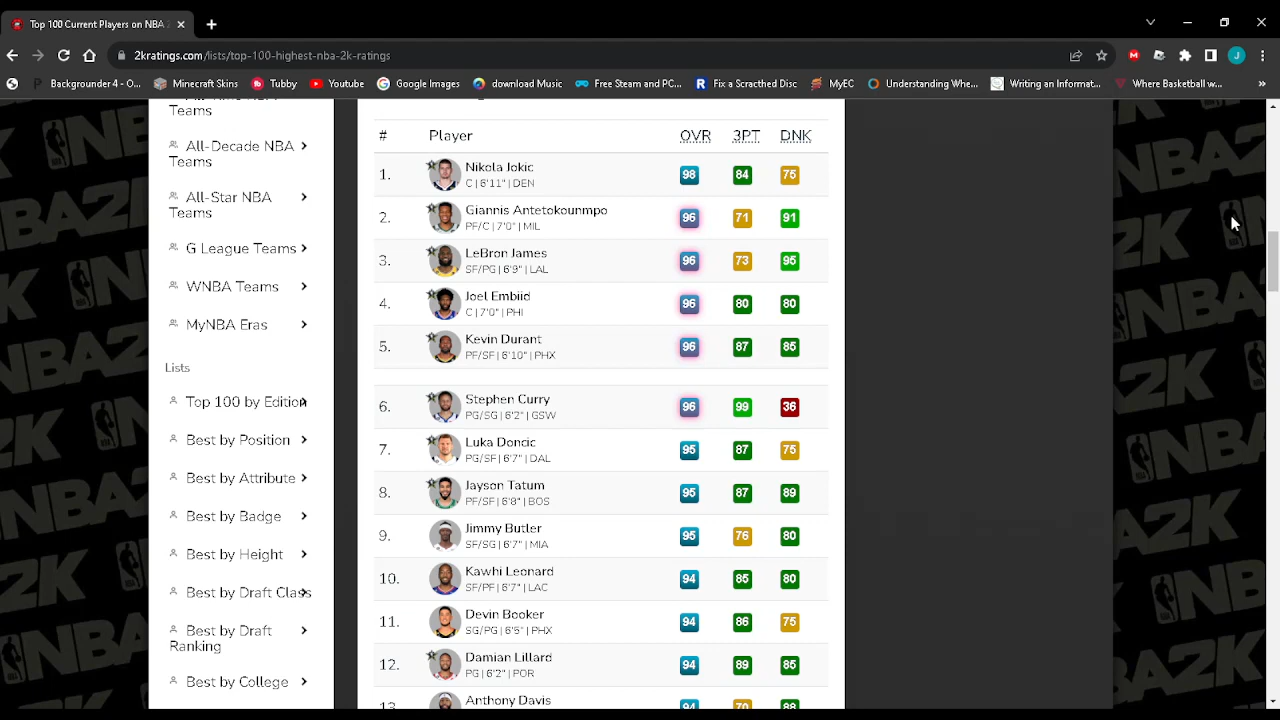 Top 100 Current Players on NBA
2kratings.com/lists/top-100-highest-nba-2k-ratings
J
Backgrounder 4 - O...
Minecraft Skins
Tubby
Youtube
Google Images
download Music
Free Steam and PC...
Fix a Scracthed Disc
MyEC
Understanding Whe...
Writing an Informat...
Where Basketball w...
Teams
All-Decade NBA
Teams
All-Star NBA
Teams
G League Teams
WNBA Teams
MyNBA Eras
Lists
Top 100 by Edition
Best by Position
Best by Attribute
Best by Badge
Best by Height
Best by Draft Class
Best by Draft
Ranking
Best by College
# Player OVR 3PT DNK
1. Nikola Jokic 98 84 75
C | 6'11" | DEN
2. Giannis Antetokounmpo 96 71 91
PF/C | 7'0" | MIL
3. LeBron James 96 73 95
SF/PG | 6'9" | LAL
4. Joel Embiid 96 80 80
C | 7'0" | PHI
5. Kevin Durant 96 87 85
PF/SF | 6'10" | PHX
6. Stephen Curry 96 99 36
PG/SG | 6'2" | GSW
7. Luka Doncic 95 87 75
PG/SF | 6'7" | DAL
8. Jayson Tatum 95 87 89
PF/SF | 6'8" | BOS
9. Jimmy Butler 95 76 80
SF/SG | 6'7" | MIA
10. Kawhi Leonard 94 85 80
SF/PF | 6'7" | LAC
11. Devin Booker 94 86 75
SG/PG | 6'5" | PHX
12. Damian Lillard 94 89 85
PG | 6'2" | POR
13. Anthony Davis 94 70 88
NBA2K
NBA2K